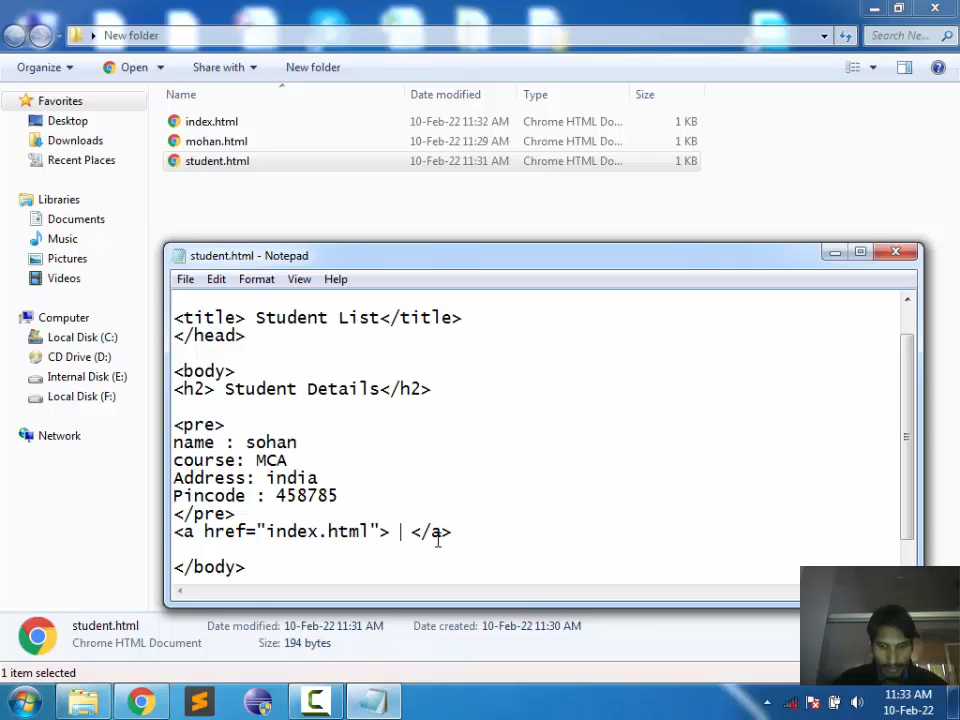 New folder
Search Ne...
Organize
Open
Share with
New folder
Name
Date modified
Type
Size
Favorites
Desktop
Downloads
Recent Places
Libraries
Documents
Music
Pictures
Videos
Computer
Local Disk (C:)
CD Drive (D:)
Internal Disk (E:)
Local Disk (F:)
Network
index.html 10-Feb-22 11:32 AM Chrome HTML Do... 1 KB
mohan.html 10-Feb-22 11:29 AM Chrome HTML Do... 1 KB
student.html 10-Feb-22 11:31 AM Chrome HTML Do... 1 KB
student.html - Notepad
File Edit Format View Help
<title> Student List</title>
</head>
<body>
<h2> Student Details</h2>
<pre>
name : sohan
course: MCA
Address: india
Pincode : 458785
</pre>
<a href="index.html">  </a>
</body>
student.html Date modified: 10-Feb-22 11:31 AM Date created: 10-Feb-22 11:30 AM
Chrome HTML Document Size: 194 bytes
1 item selected
11:33 AM
10-Feb-22